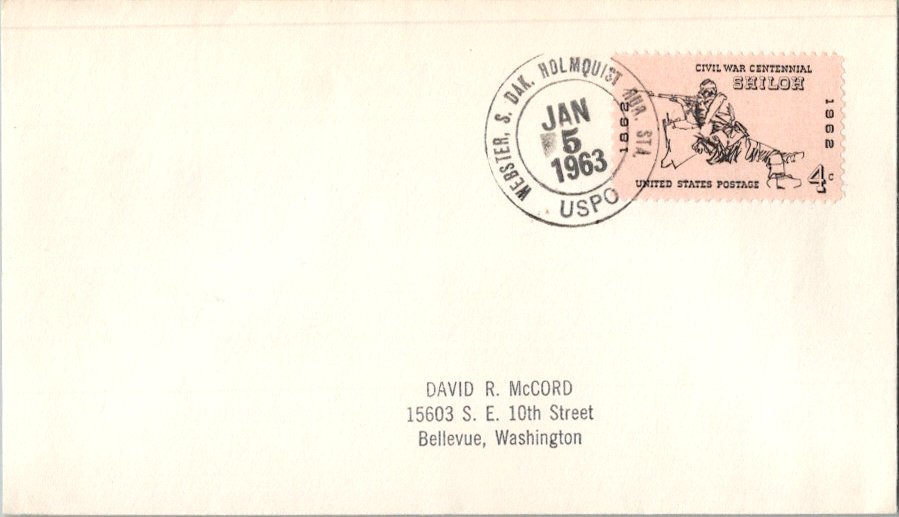 WEBSTER, S. DAK. HOLMQUIST RUR. STA.
JAN
5
1963
USPO
CIVIL WAR CENTENNIAL
SHILOH
1862
1962
UNITED STATES POSTAGE 4c
DAVID R. McCORD
15603 S. E. 10th Street
Bellevue, Washington